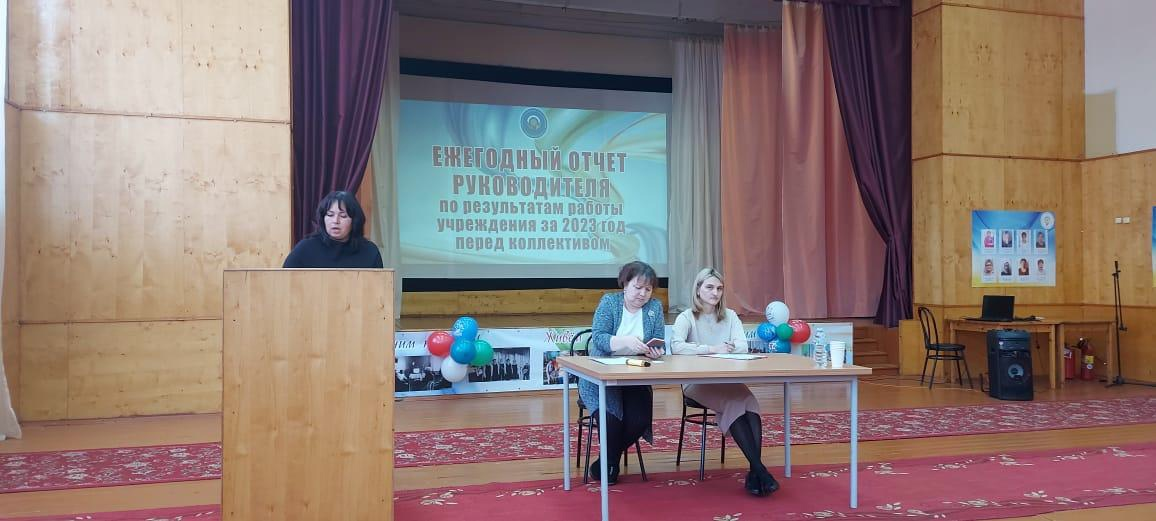 ЕЖЕГОДНЫЙ ОТЧЕТ
РУКОВОДИТЕЛЯ
по результатам работы
учреждения за 2023 год
перед коллективом